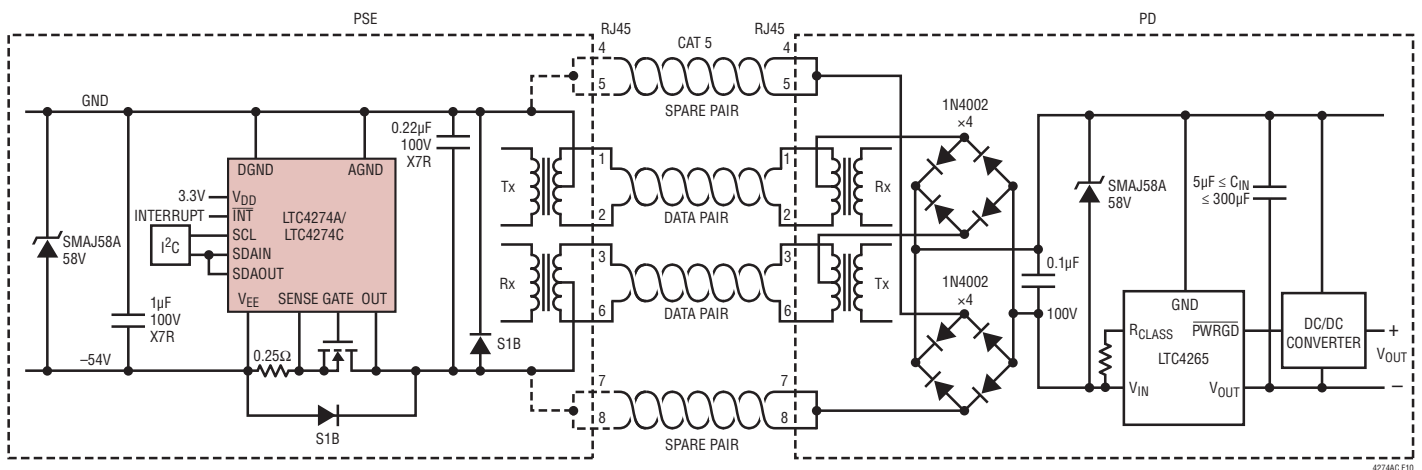 PSE
RJ45
CAT 5
RJ45
PD
4
5
4
5
SPARE PAIR
GND
DGND
AGND
3.3V
VDD
INTERRUPT
INT
I2C
SCL
SDAIN
SDAOUT
LTC4274A/
LTC4274C
VEE
SENSE
GATE
OUT
SMAJ58A
58V
1µF
100V
X7R
–54V
0.25Ω
S1B
0.22µF
100V
X7R
S1B
Tx
1
2
DATA PAIR
1
2
Rx
Rx
3
6
DATA PAIR
3
6
Tx
7
8
SPARE PAIR
7
8
1N4002
×4
1N4002
×4
0.1µF
100V
SMAJ58A
58V
5µF ≤ CIN
≤ 300µF
GND
RCLASS
PWRGD
LTC4265
VIN
VOUT
DC/DC
CONVERTER
+
VOUT
–
4274AC F10